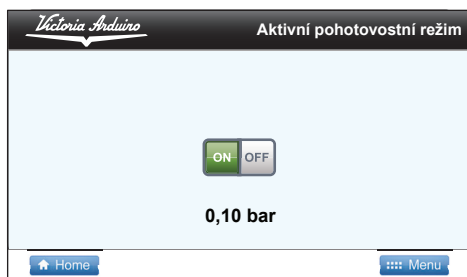 Victoria Arduino
Aktivní pohotovostní režim
ON OFF
0,10 bar
Home
Menu